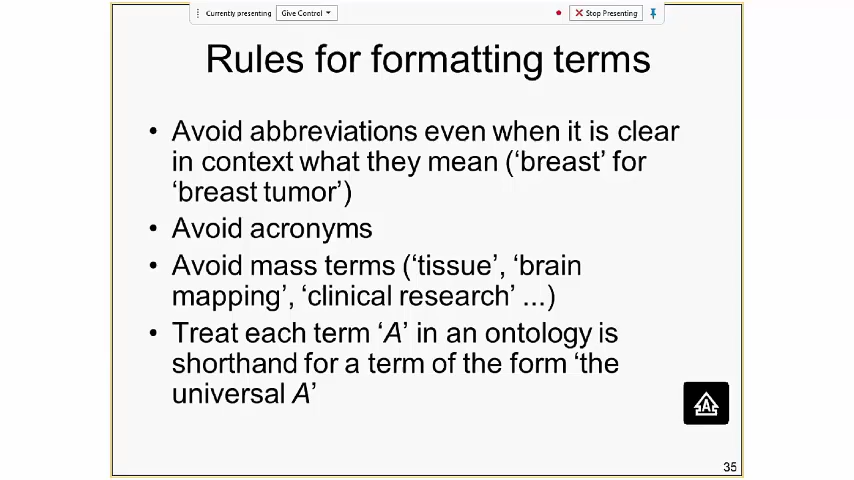 Currently presenting Give Control Stop Presenting
Rules for formatting terms
• Avoid abbreviations even when it is clear
in context what they mean (‘breast’ for
‘breast tumor’)
• Avoid acronyms
• Avoid mass terms (‘tissue’, ‘brain
mapping’, ‘clinical research’ ...)
• Treat each term ‘A’ in an ontology is
shorthand for a term of the form ‘the
universal A’
A
35